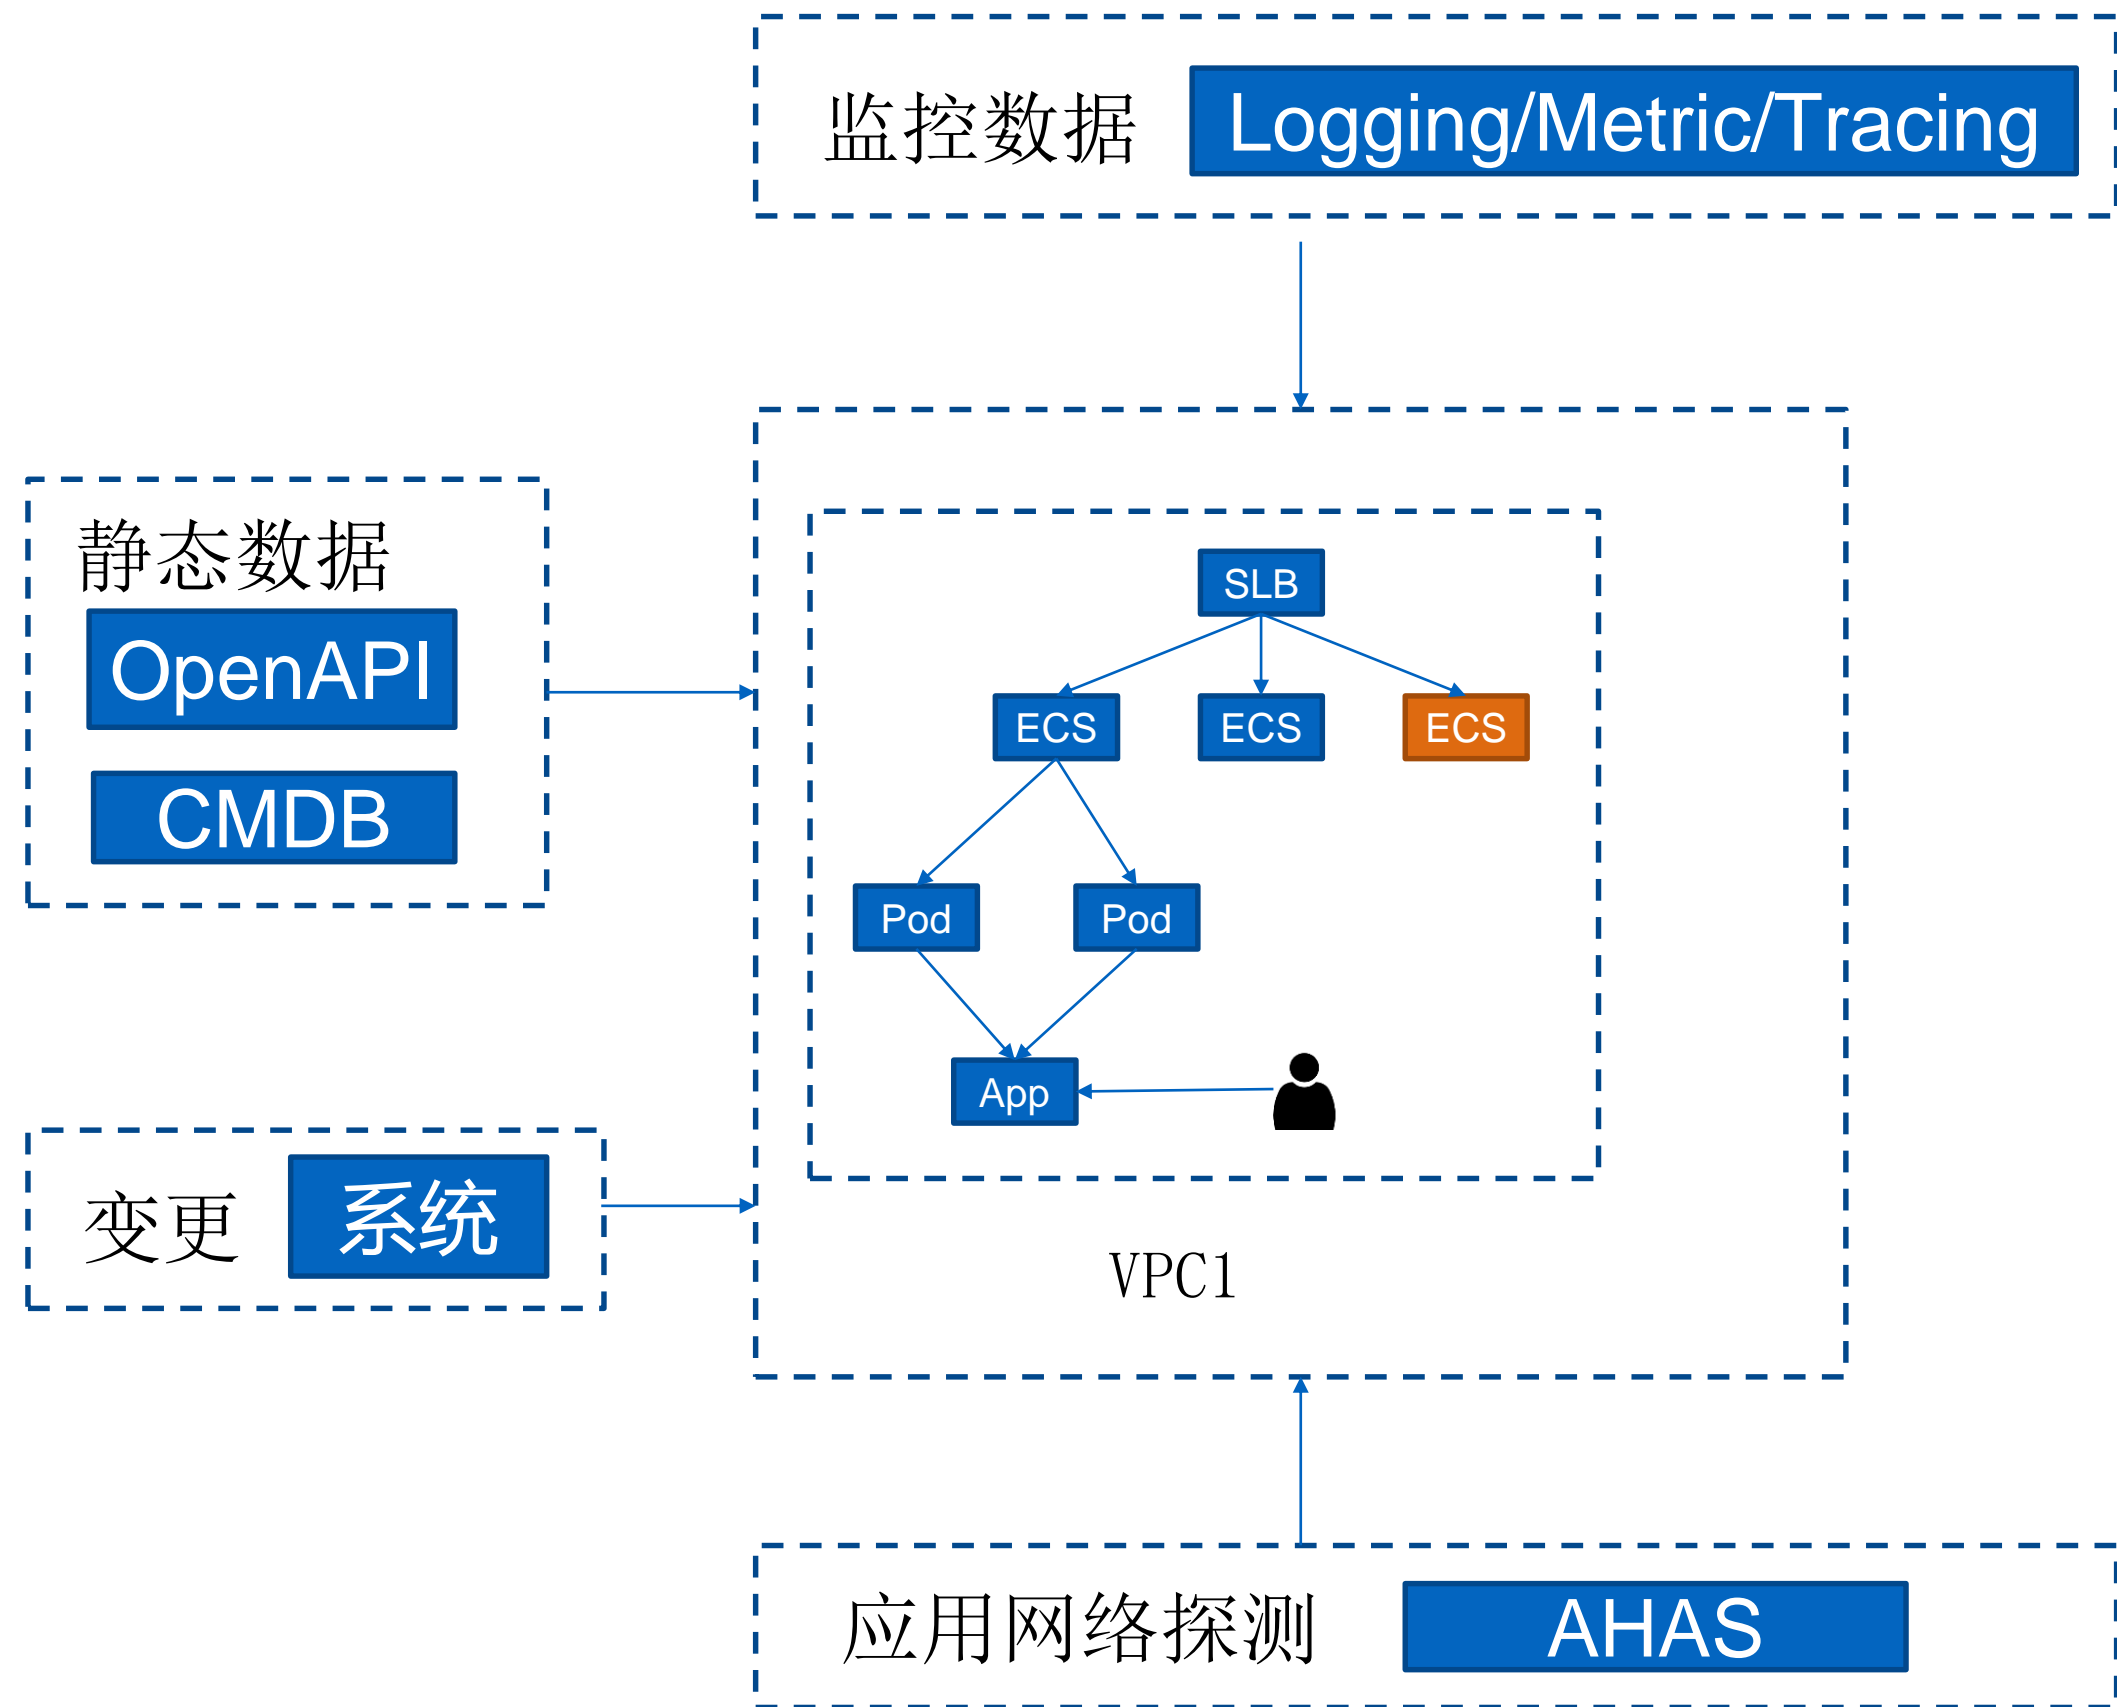 监控数据 Logging/Metric/Tracing
静态数据
OpenAPI
CMDB
SLB
ECS ECS ECS
Pod Pod
App
变更 系统
VPC1
应用网络探测 AHAS